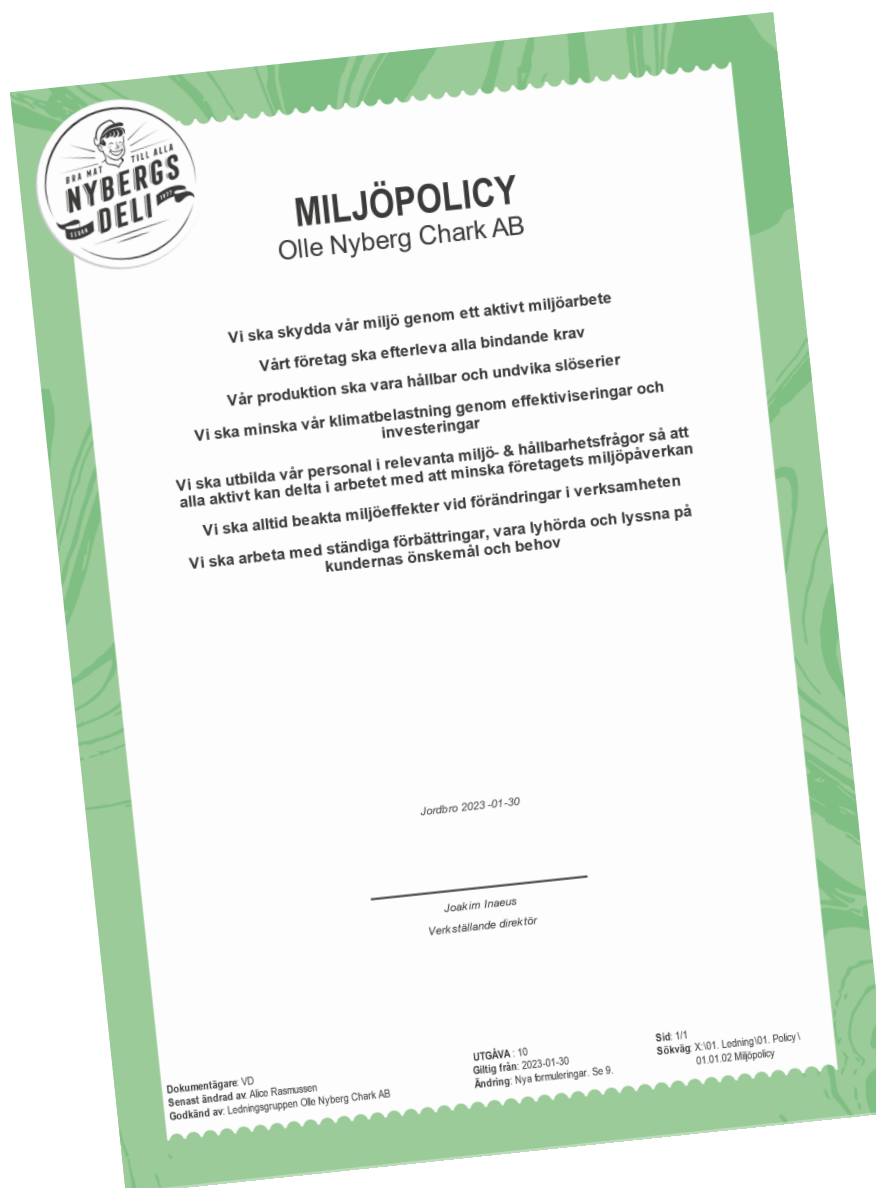 BRA MAT TILL ALLA
NYBERGS
DELI
SEDAN 1977
MILJÖPOLICY
Olle Nyberg Chark AB
Vi ska skydda vår miljö genom ett aktivt miljöarbete
Vårt företag ska efterleva alla bindande krav
Vår produktion ska vara hållbar och undvika slöserier
Vi ska minska vår klimatbelastning genom effektiviseringar och
investeringar
Vi ska utbilda vår personal i relevanta miljö- & hållbarhetsfrågor så att
alla aktivt kan delta i arbetet med att minska företagets miljöpåverkan
Vi ska alltid beakta miljöeffekter vid förändringar i verksamheten
Vi ska arbeta med ständiga förbättringar, vara lyhörda och lyssna på
kundernas önskemål och behov
Jordbro 2023-01-30
Joakim Inaeus
Verkställande direktör
Dokumentägare: VD
Senast ändrad av: Alice Rasmussen
Godkänd av: Ledningsgruppen Olle Nyberg Chark AB
UTGÅVA : 10
Giltig från: 2023-01-30
Ändring: Nya formuleringar. Se 9.
Sid: 1/1
Sökväg: X:\01. Ledning\01. Policy\
01.01.02 Miljöpolicy